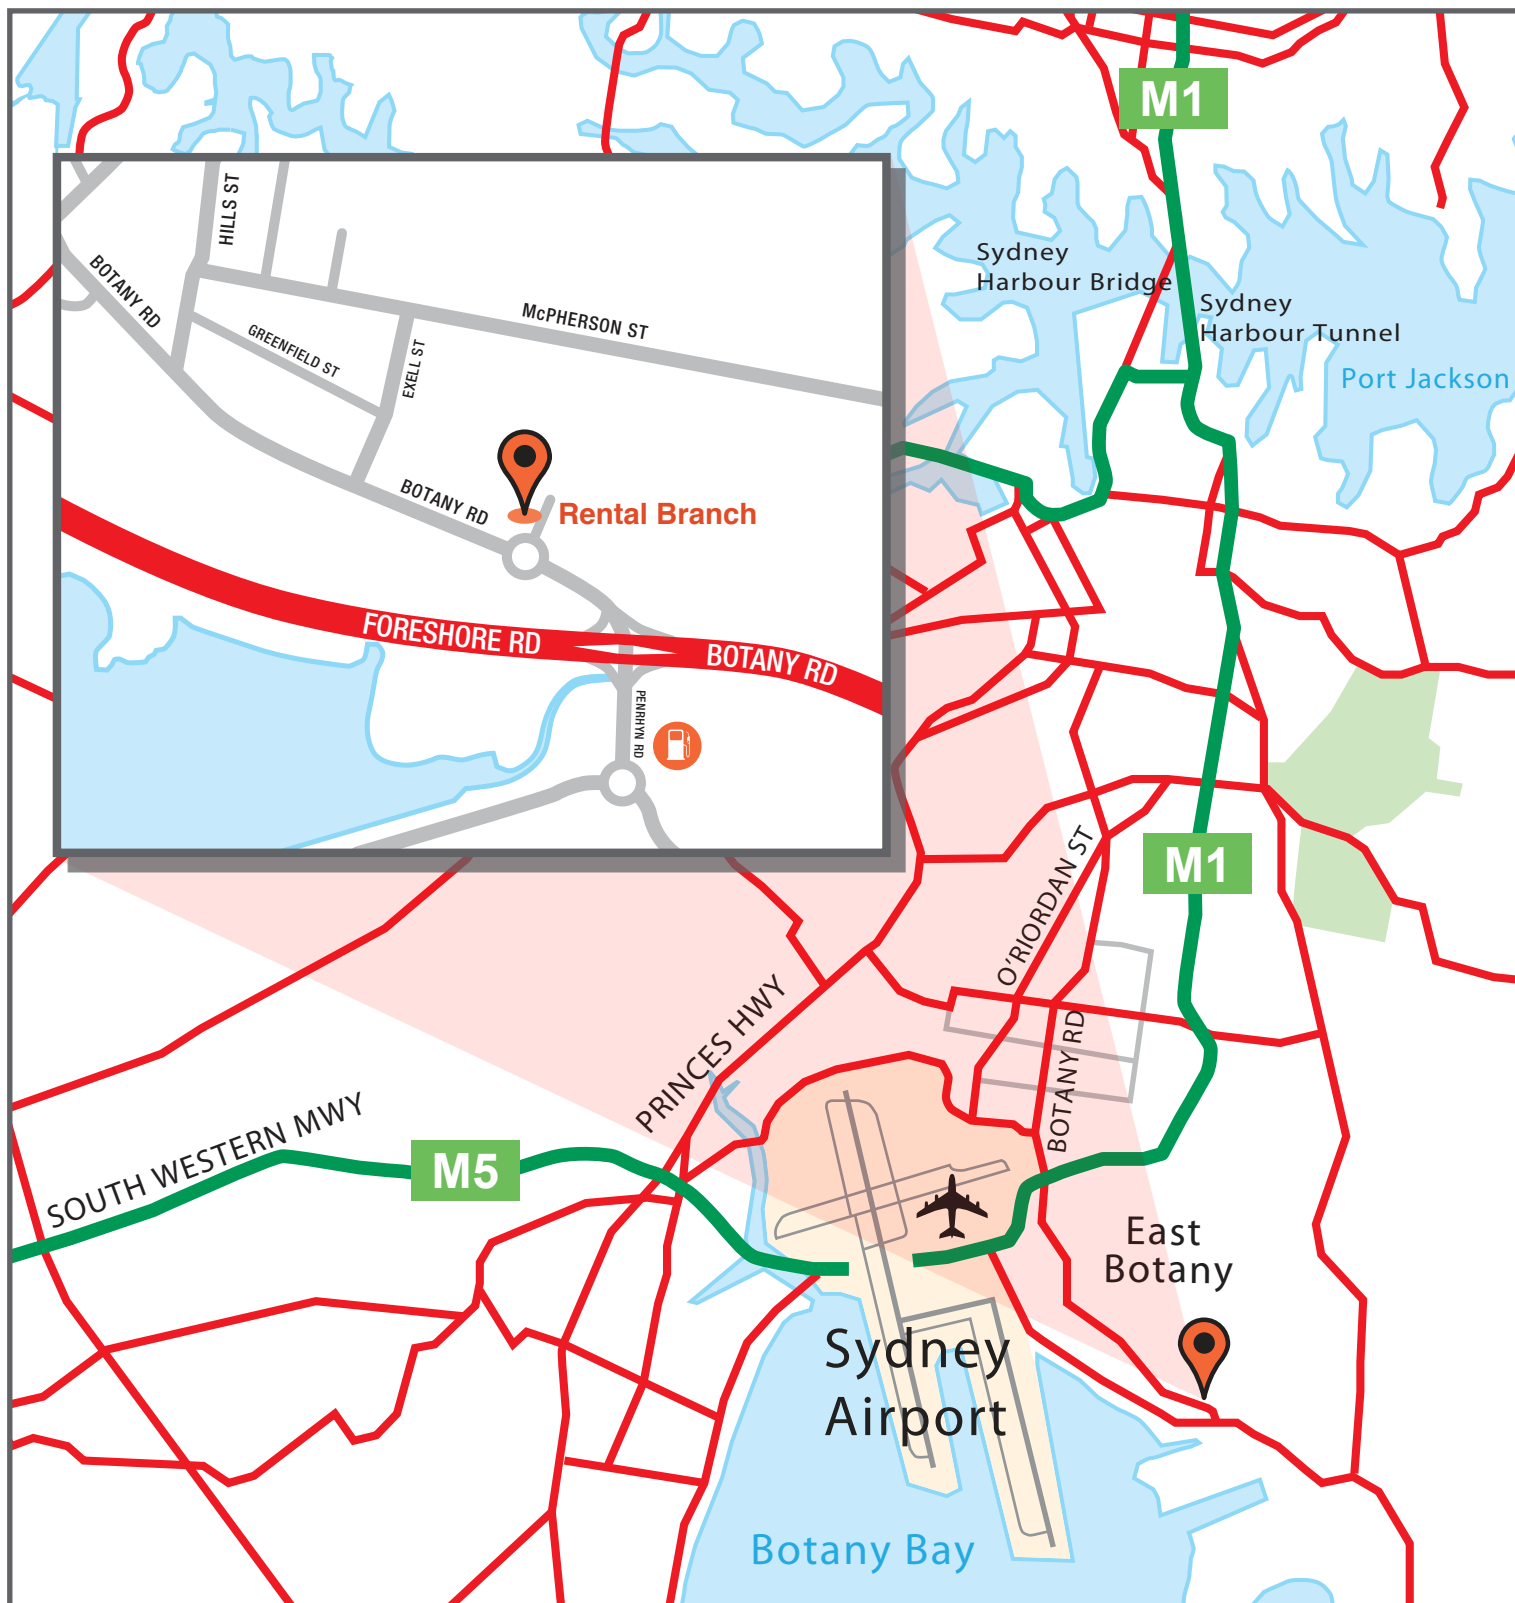 M1
HILLS ST
BOTANY RD
GREENFIELD ST
McPHERSON ST
EXELL ST
BOTANY RD
Rental Branch
FORESHORE RD
BOTANY RD
PENRHYN RD
Sydney
Harbour Bridge
Sydney
Harbour Tunnel
Port Jackson
M1
O'RIORDAN ST
PRINCES HWY
BOTANY RD
SOUTH WESTERN MWY
M5
East
Botany
Sydney
Airport
Botany Bay